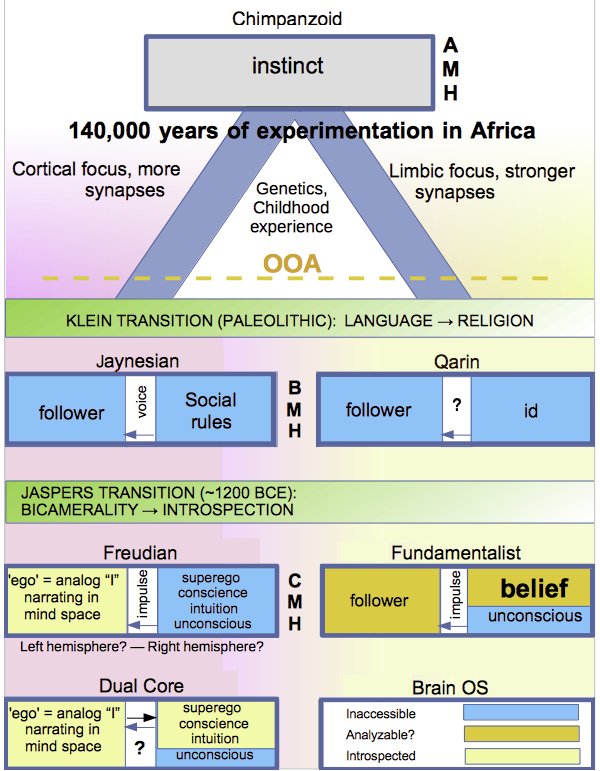 Chimpanzoid
instinct
A
M
H
140,000 years of experimentation in Africa
Cortical focus, more
synapses
Genetics,
Childhood
experience
Limbic focus, stronger
synapses
OOA
KLEIN TRANSITION (PALEOLITHIC): LANGUAGE → RELIGION
Jaynesian
follower
voice
Social
rules
B
M
H
Qarin
follower
?
id
JASPERS TRANSITION (~1200 BCE):
BICAMERALITY → INTROSPECTION
Freudian
'ego' = analog “I”
narrating in
mind space
impulse
superego
conscience
intuition
unconscious
Left hemisphere? — Right hemisphere?
C
M
H
Fundamentalist
follower
impulse
belief
unconscious
Dual Core
'ego' = analog “I”
narrating in
mind space
?
superego
conscience
intuition
unconscious
Brain OS
Inaccessible
Analyzable?
Introspected